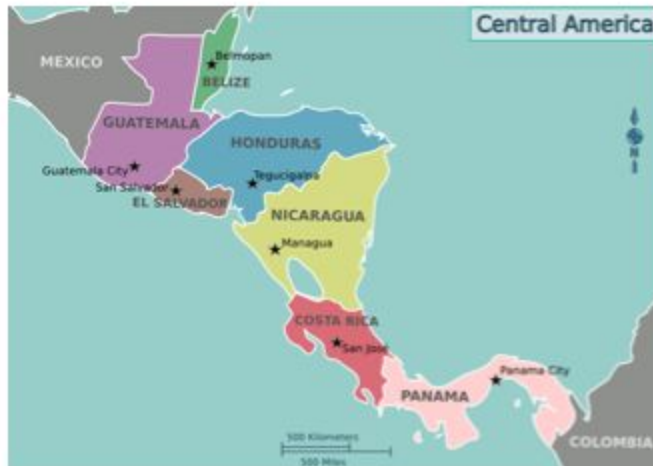 Central America
MEXICO
Belmopan
BELIZE
GUATEMALA
HONDURAS
Guatemala City
Tegucigalpa
San Salvador
EL SALVADOR
NICARAGUA
Managua
N
COSTA RICA
San José
Panama City
PANAMA
COLOMBIA
500 Kilometers
500 Miles